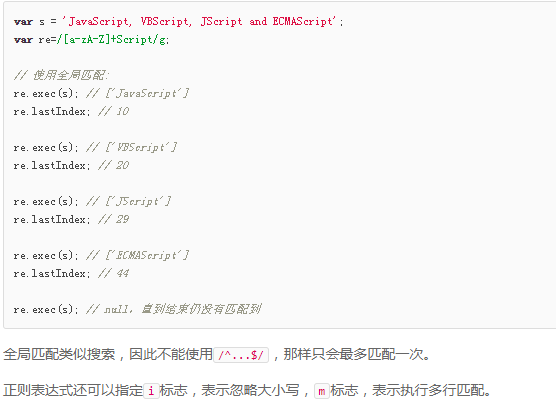 var s = 'JavaScript, VBScript, JScript and ECMAScript';
var re=/[a-zA-Z]+Script/g;
// 使用全局匹配:
re.exec(s); // ['JavaScript']
re.lastIndex; // 10
re.exec(s); // ['VBScript']
re.lastIndex; // 20
re.exec(s); // ['JScript']
re.lastIndex; // 29
re.exec(s); // ['ECMAScript']
re.lastIndex; // 44
re.exec(s); // null，直到结束仍没有匹配到
全局匹配类似搜索，因此不能使用/^...$/，那样只会最多匹配一次。
正则表达式还可以指定i标志，表示忽略大小写，m标志，表示执行多行匹配。